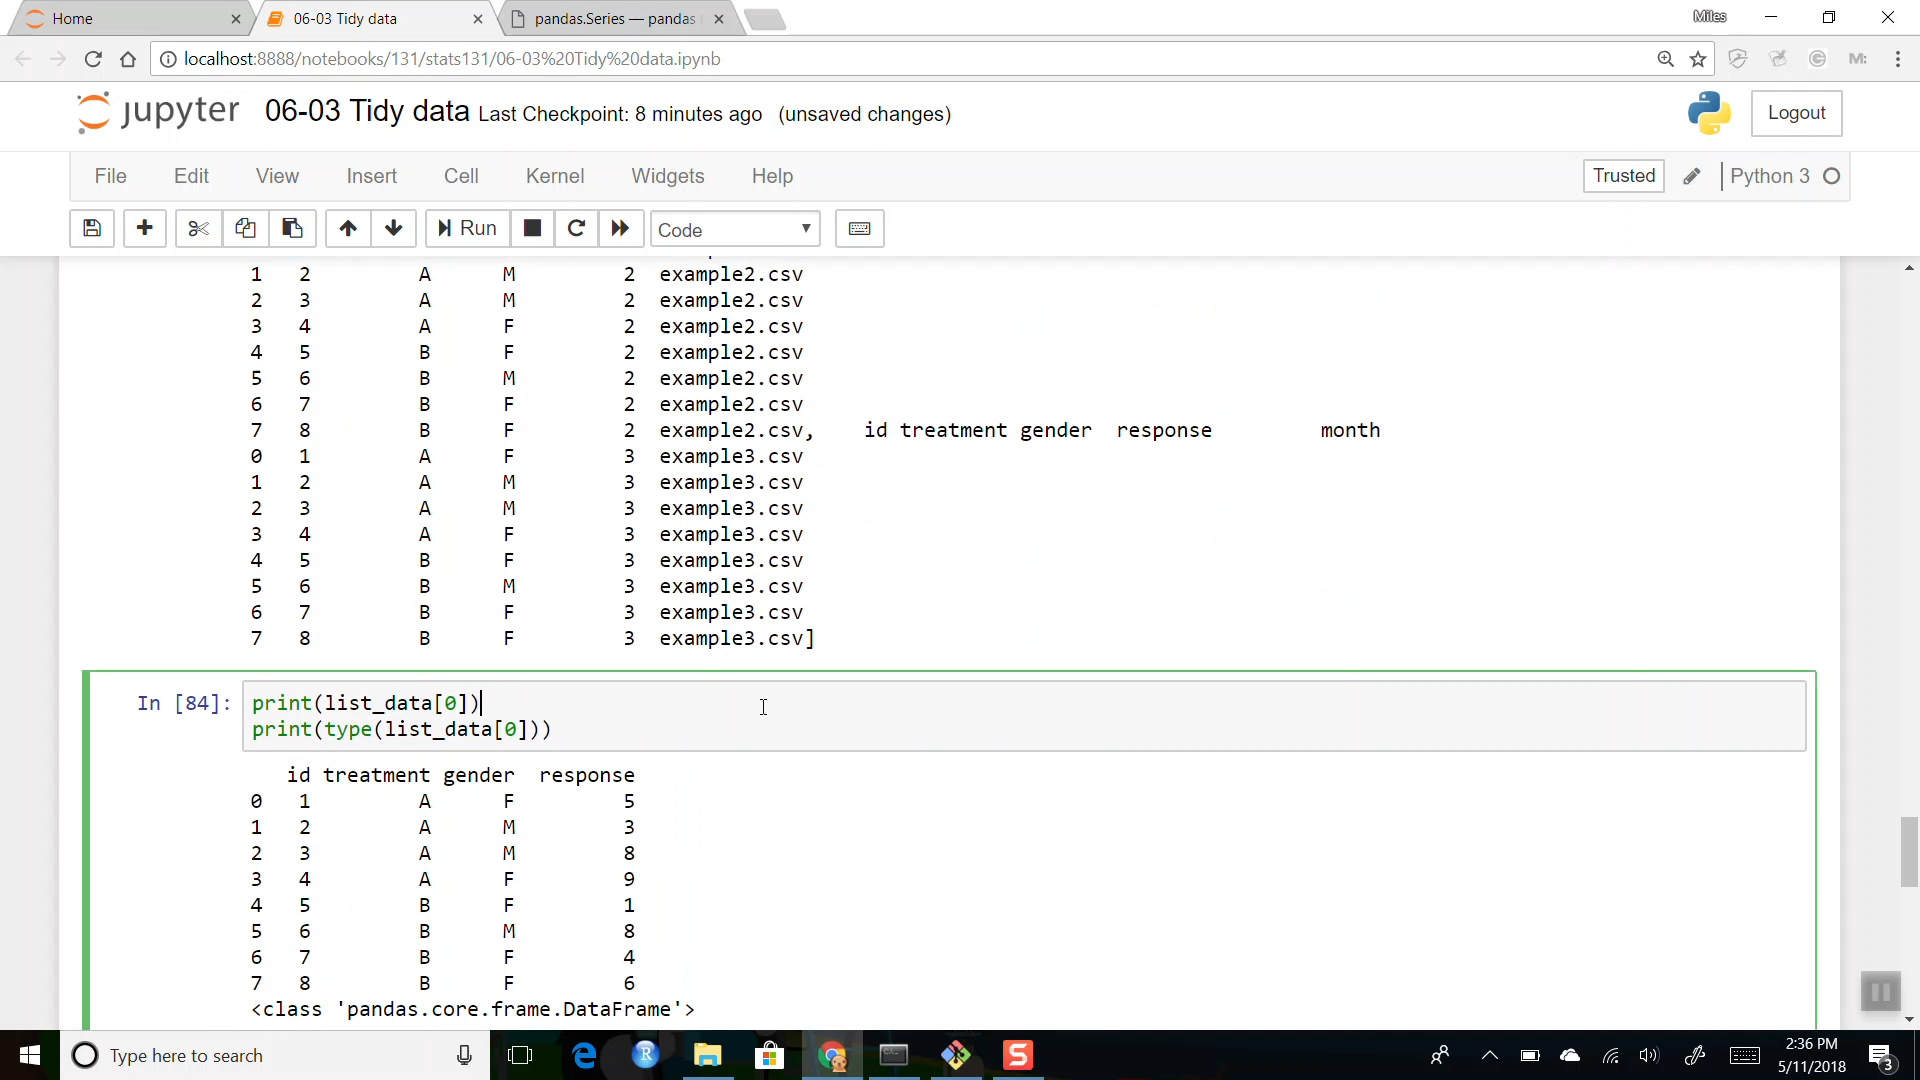 Home
06-03 Tidy data
pandas.Series — pandas
Miles
localhost:8888/notebooks/131/stats131/06-03%20Tidy%20data.ipynb
M:
jupyter 06-03 Tidy data Last Checkpoint: 8 minutes ago (unsaved changes)
Logout
File Edit View Insert Cell Kernel Widgets Help
Trusted Python 3
Run Code
1 2 A M 2 example2.csv
2 3 A M 2 example2.csv
3 4 A F 2 example2.csv
4 5 B F 2 example2.csv
5 6 B M 2 example2.csv
6 7 B F 2 example2.csv
7 8 B F 2 example2.csv, id treatment gender response month
0 1 A F 3 example3.csv
1 2 A M 3 example3.csv
2 3 A M 3 example3.csv
3 4 A F 3 example3.csv
4 5 B F 3 example3.csv
5 6 B M 3 example3.csv
6 7 B F 3 example3.csv
7 8 B F 3 example3.csv]
In [84]: print(list_data[0])
print(type(list_data[0]))
id treatment gender response
0 1 A F 5
1 2 A M 3
2 3 A M 8
3 4 A F 9
4 5 B F 1
5 6 B M 8
6 7 B F 4
7 8 B F 6
<class 'pandas.core.frame.DataFrame'>
Type here to search
2:36 PM
5/11/2018
3